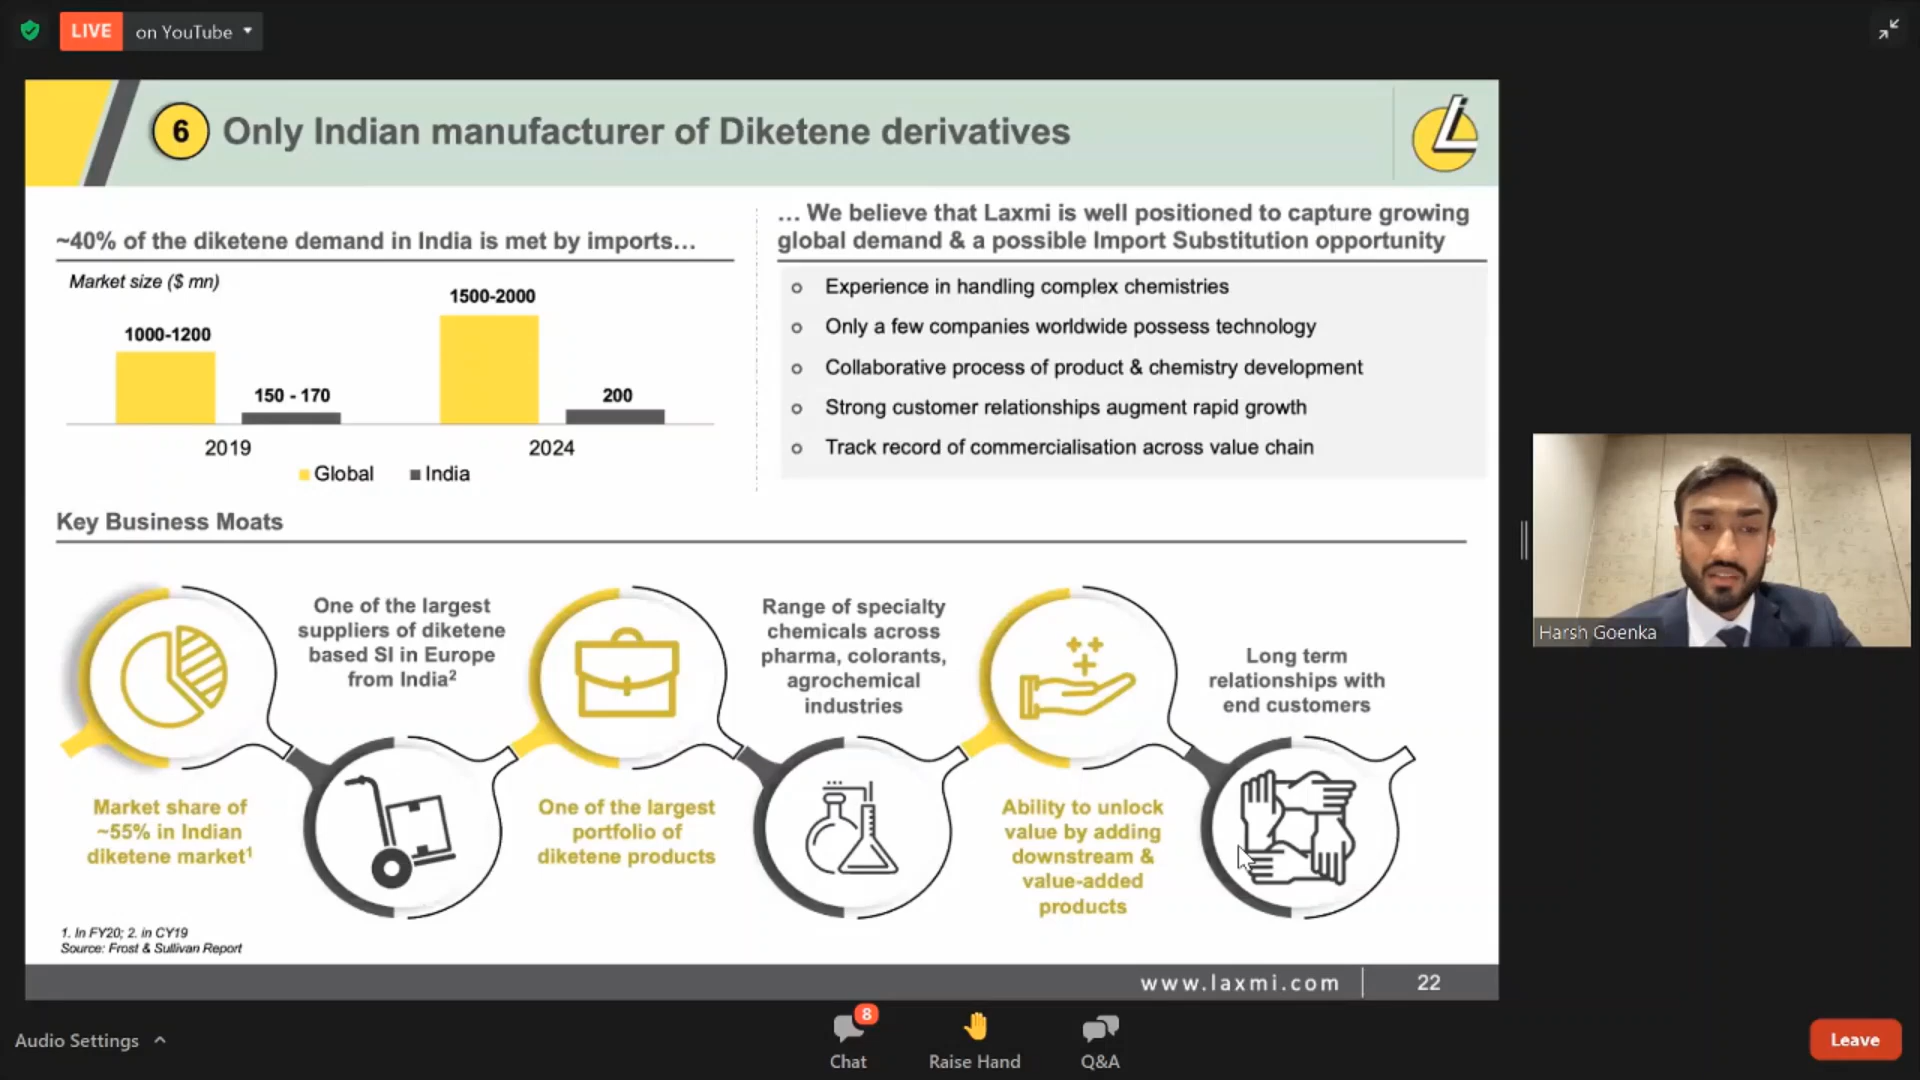 LIVE on YouTube
6 Only Indian manufacturer of Diketene derivatives
~40% of the diketene demand in India is met by imports...
Market size ($ mn)
1000-1200
150 - 170
1500-2000
200
2019
2024
Global India
... We believe that Laxmi is well positioned to capture growing
global demand & a possible Import Substitution opportunity
Experience in handling complex chemistries
Only a few companies worldwide possess technology
Collaborative process of product & chemistry development
Strong customer relationships augment rapid growth
Track record of commercialisation across value chain
Key Business Moats
Market share of
~55% in Indian
diketene market¹
One of the largest
suppliers of diketene
based SI in Europe
from India²
One of the largest
portfolio of
diketene products
Range of specialty
chemicals across
pharma, colorants,
agrochemical
industries
Ability to unlock
value by adding
downstream &
value-added
products
Long term
relationships with
end customers
1. In FY20; 2. in CY19
Source: Frost & Sullivan Report
www.laxmi.com 22
Harsh Goenka
Audio Settings
8
Chat
Raise Hand
Q&A
Leave